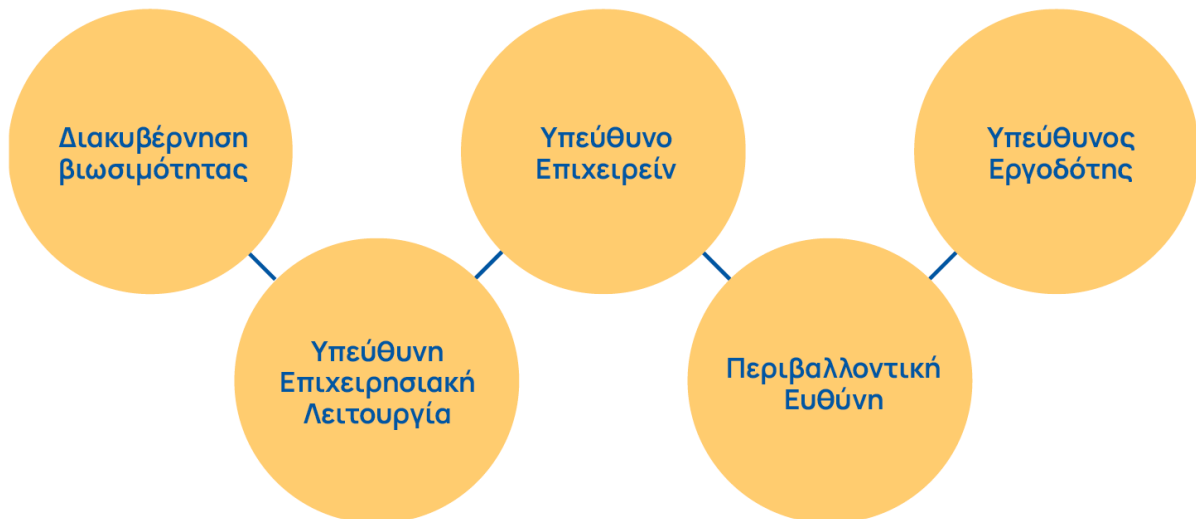 Διακυβέρνηση
βιωσιμότητας
Υπεύθυνη
Επιχειρησιακή
Λειτουργία
Υπεύθυνο
Επιχειρείν
Περιβαλλοντική
Ευθύνη
Υπεύθυνος
Εργοδότης